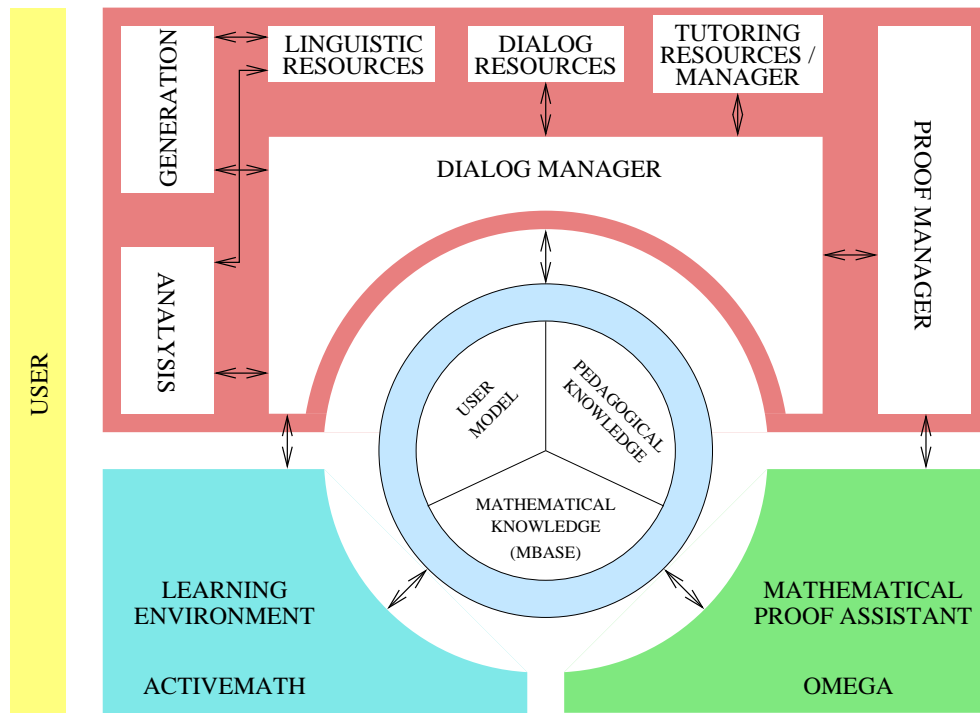 USER
GENERATION
ANALYSIS
LINGUISTIC
RESOURCES
DIALOG
RESOURCES
TUTORING
RESOURCES /
MANAGER
DIALOG MANAGER
PROOF MANAGER
USER
MODEL
PEDAGOGICAL
KNOWLEDGE
MATHEMATICAL
KNOWLEDGE
(MBASE)
LEARNING
ENVIRONMENT
ACTIVEMATH
MATHEMATICAL
PROOF ASSISTANT
OMEGA